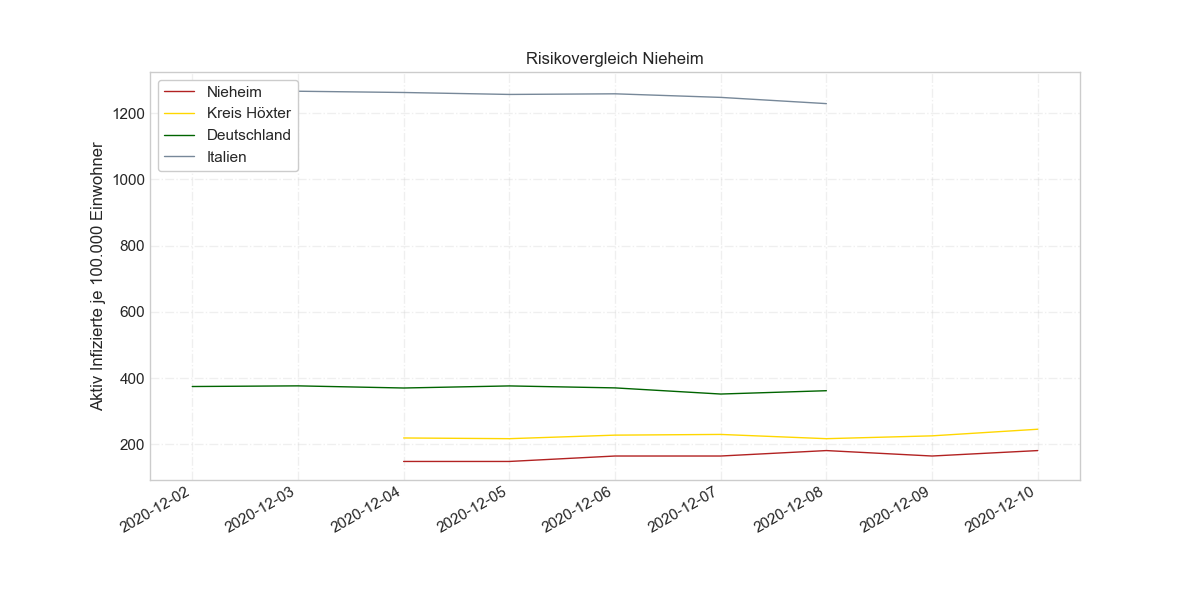 Risikovergleich Nieheim
Nieheim
Kreis Höxter
Deutschland
Italien
Aktiv Infizierte je 100.000 Einwohner
1200
1000
800
600
400
200
2020-12-02
2020-12-03
2020-12-04
2020-12-05
2020-12-06
2020-12-07
2020-12-08
2020-12-09
2020-12-10